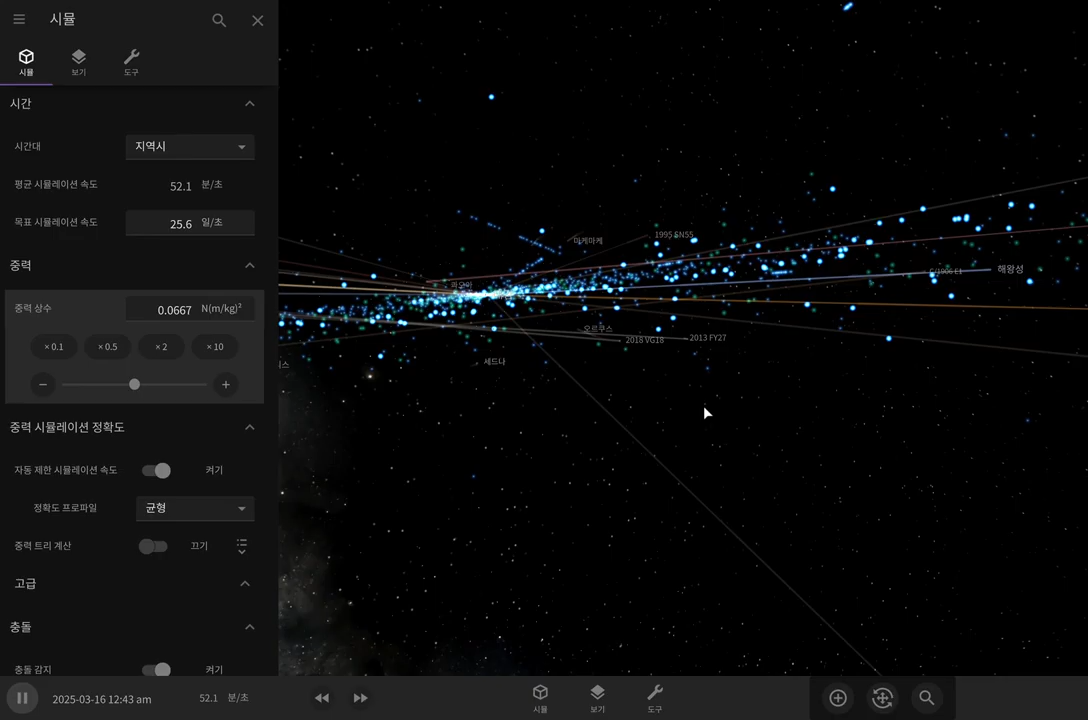 시뮬
시뮬
보기
도구
시간
시간대
지역시
평균 시뮬레이션 속도
52.1 분/초
목표 시뮬레이션 속도
25.6 일/초
중력
중력 상수
0.0667 N(m/kg)²
× 0.1
× 0.5
× 2
× 10
중력 시뮬레이션 정확도
자동 제한 시뮬레이션 속도
켜기
정확도 프로파일
균형
중력 트리 계산
끄기
고급
충돌
충돌 감지
켜기
마케마케
1995 SN55
해왕성
오르쿠스
2018 VG18
2013 FY27
세드나
2025-03-16 12:43 am
52.1 분/초
시뮬
보기
도구